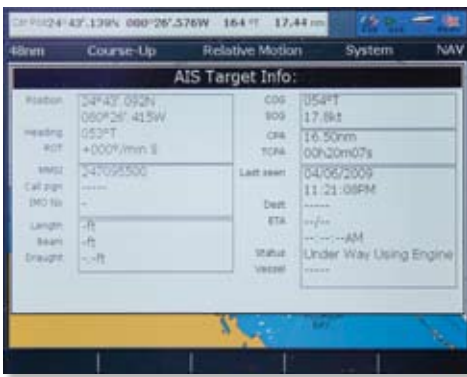 Csr Posn 24°43'.139N 080°26'.576W 164°T 17.44nm
48nm Course-Up Relative Motion System NAV
AIS Target Info:
Position 24°43'.092N
080°26'.415W
Heading 053°T
ROT +000°/min S
MMSI 247095500
Call sign -----
IMO No -
Length -ft
Beam -ft
Draught -.-ft
COG 054°T
SOG 17.8kt
CPA 16.50nm
TCPA 00h20m07s
Last seen 04/06/2009
11:21:08PM
Dest -----
ETA --/--
--:--:--AM
Status Under Way Using Engine
Vessel -----